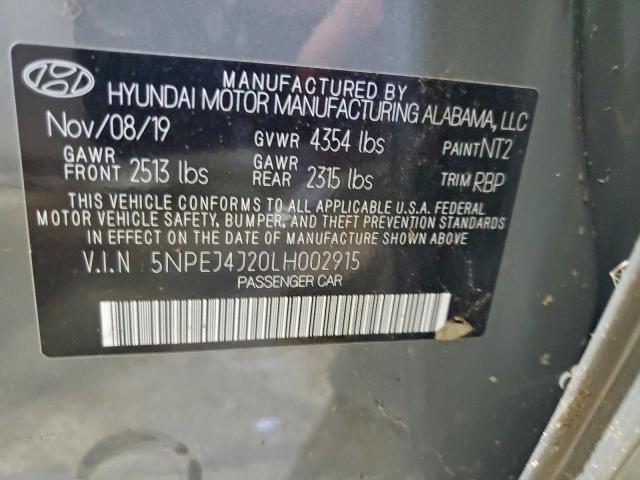 MANUFACTURED BY
HYUNDAI MOTOR MANUFACTURING ALABAMA, LLC
Nov/08/19 GVWR 4354 lbs PAINT NT2
GAWR FRONT 2513 lbs GAWR REAR 2315 lbs TRIM RBP
THIS VEHICLE CONFORMS TO ALL APPLICABLE U.S.A. FEDERAL
MOTOR VEHICLE SAFETY, BUMPER, AND THEFT PREVENTION STANDARDS
IN EFFECT ON THE DATE OF MANUFACTURE SHOWN ABOVE.
V.I.N 5NPEJ4J20LH002915
PASSENGER CAR